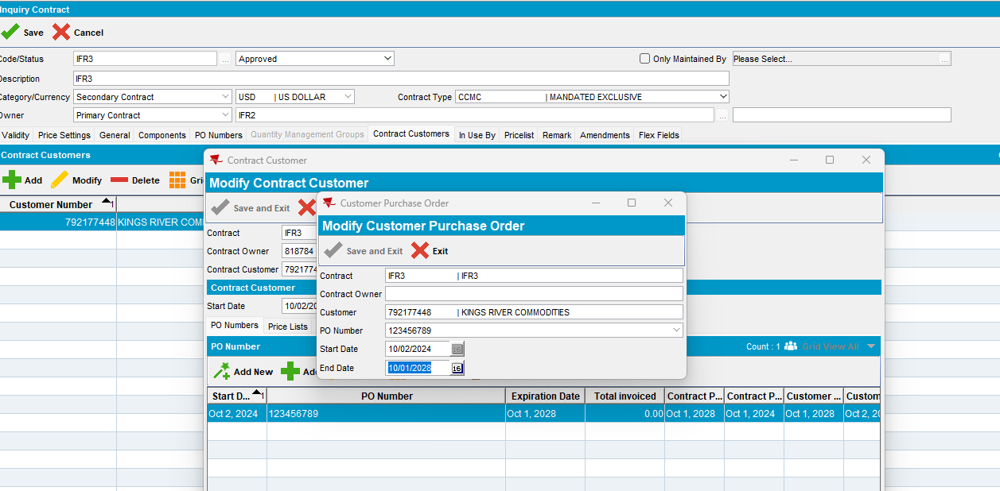 Inquiry Contract
Save Cancel
Code/Status IFR3 ... Approved Only Maintained By Please Select... ...
Description IFR3
Category/Currency Secondary Contract USD | US DOLLAR Contract Type CCMC | MANDATED EXCLUSIVE
Owner Primary Contract IFR2 ...
Validity Price Settings General Components PO Numbers Quantity Management Groups Contract Customers In Use By Pricelist Remark Amendments Flex Fields
Contract Customers
Add Modify Delete Gri
Customer Number 1
792177448 KINGS RIVER COM
Contract Customer
Modify Contract Customer
Save and Exit
Contract IFR3
Contract Owner 818784
Contract Customer 7921774
Contract Customer
Start Date 10/02/20
PO Numbers Price Lists
PO Number Count : 1 Grid View All
Add New Ad
Start D... 1 PO Number Expiration Date Total invoiced Contract P... Contract P... Customer ... Custom
Oct 2, 2024 123456789 Oct 1, 2028 0.00 Oct 1, 2028 Oct 1, 2024 Oct 1, 2028 Oct 2, 20
Customer Purchase Order
Modify Customer Purchase Order
Save and Exit Exit
Contract IFR3 | IFR3
Contract Owner
Customer 792177448 | KINGS RIVER COMMODITIES
PO Number 123456789
Start Date 10/02/2024 16
End Date 10/01/2028 16